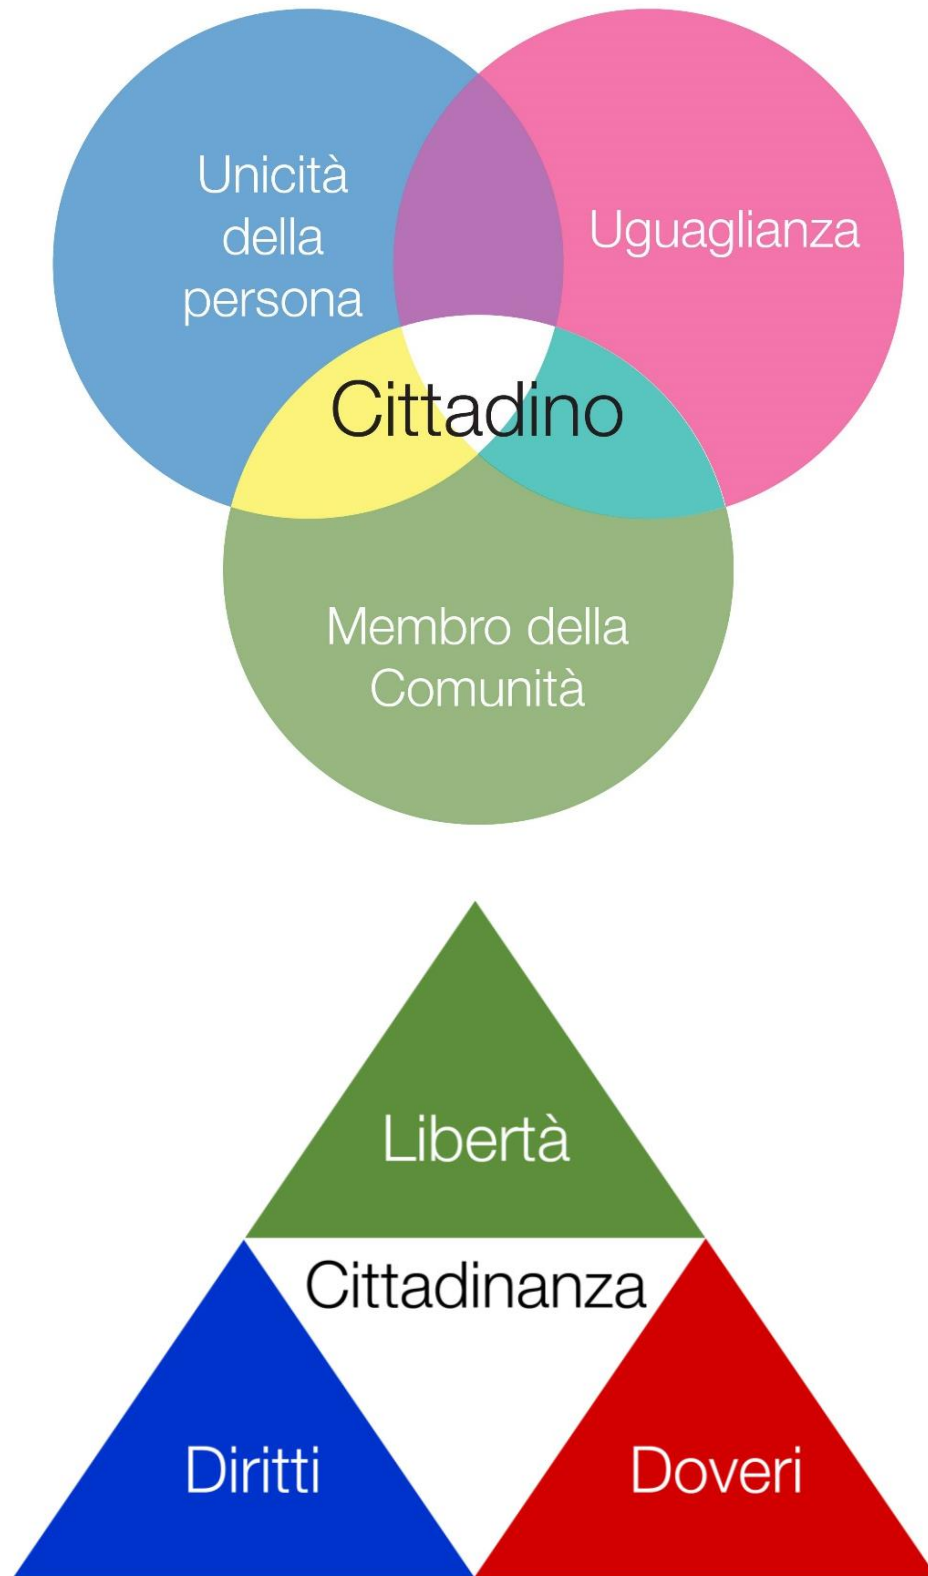 Unicità
della
persona
Uguaglianza
Cittadino
Membro della
Comunità
Libertà
Cittadinanza
Diritti
Doveri